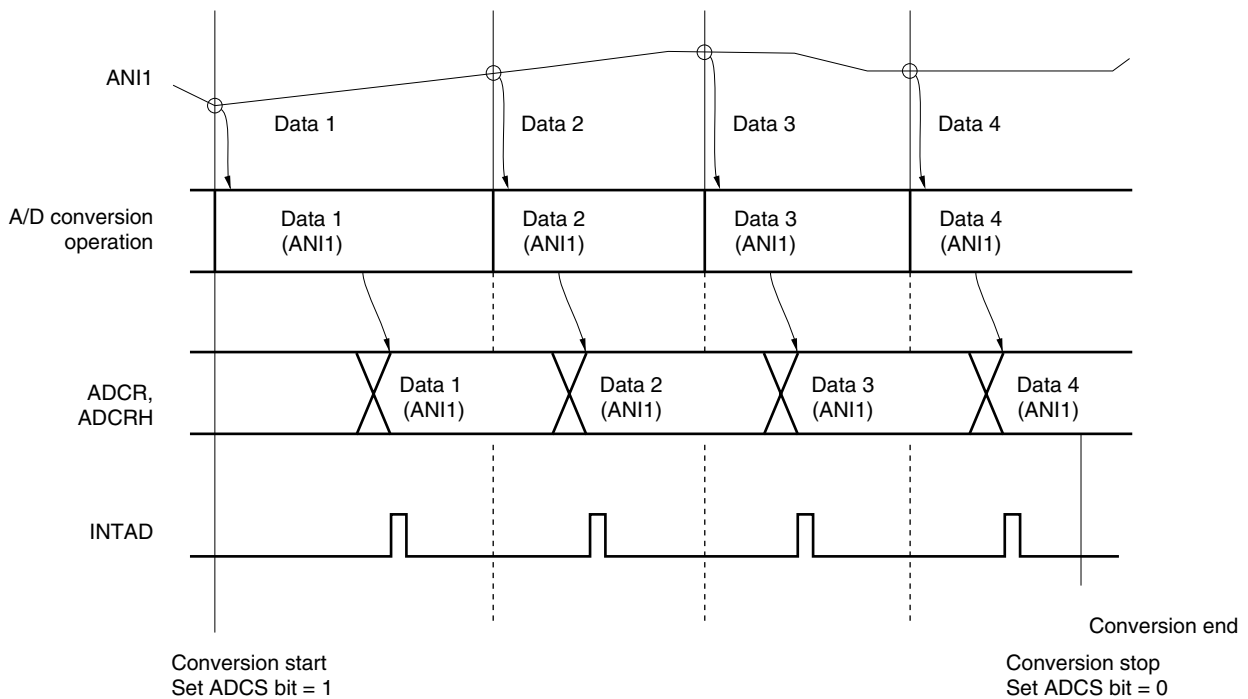 ANI1
Data 1
Data 2
Data 3
Data 4
A/D conversion
operation
Data 1
(ANI1)
Data 2
(ANI1)
Data 3
(ANI1)
Data 4
(ANI1)
ADCR,
ADCRH
Data 1
(ANI1)
Data 2
(ANI1)
Data 3
(ANI1)
Data 4
(ANI1)
INTAD
Conversion end
Conversion start
Set ADCS bit = 1
Conversion stop
Set ADCS bit = 0